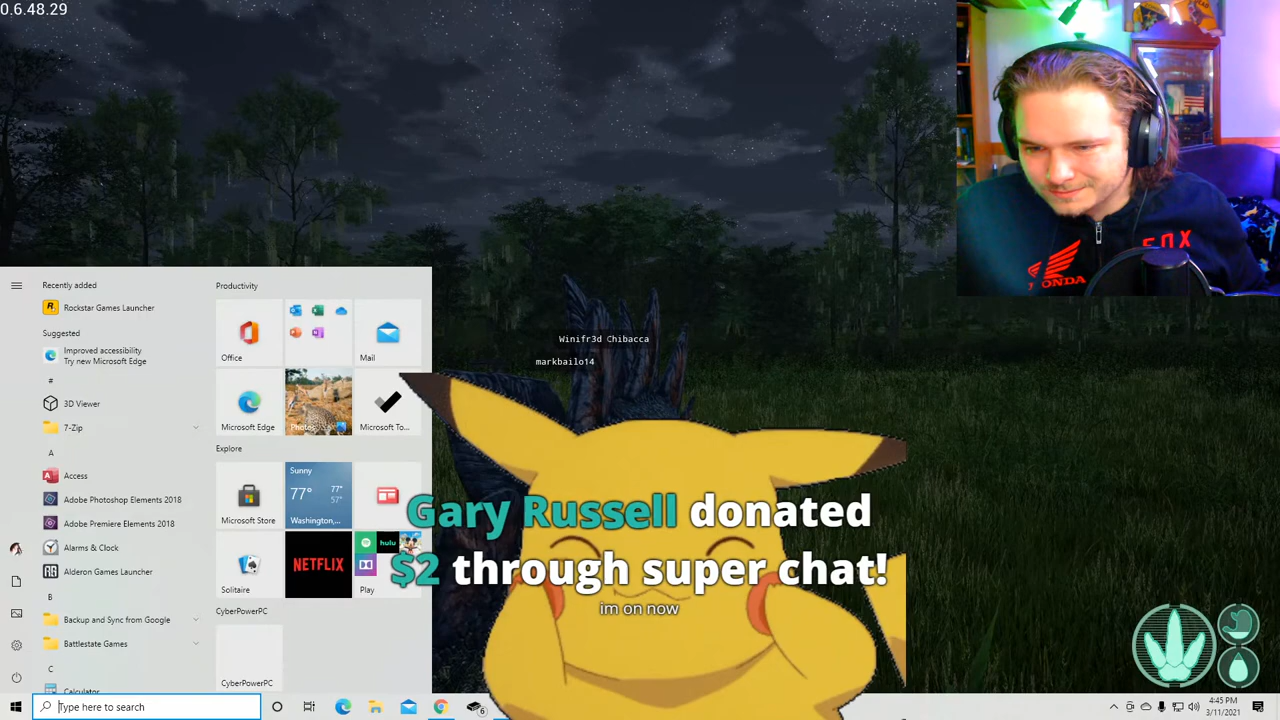 0.6.48.29
FOX
HONDA
Recently added
Rockstar Games Launcher
Suggested
Improved accessibility
Try new Microsoft Edge
#
3D Viewer
7-Zip
A
Access
Adobe Photoshop Elements 2018
Adobe Premiere Elements 2018
Alarms & Clock
Alderon Games Launcher
B
Backup and Sync from Google
Battlestate Games
C
Calculator
Productivity
Office
Mail
Microsoft Edge
Photos
Microsoft To...
Explore
Microsoft Store
Sunny
77°
77°
57°
Washington,...
Solitaire
NETFLIX
hulu
Play
CyberPowerPC
CyberPowerPC
Winifr3d Chibacca
markbailo14
Gary Russell donated
$2 through super chat!
im on now
Type here to search
6
4:45 PM
3/11/2021